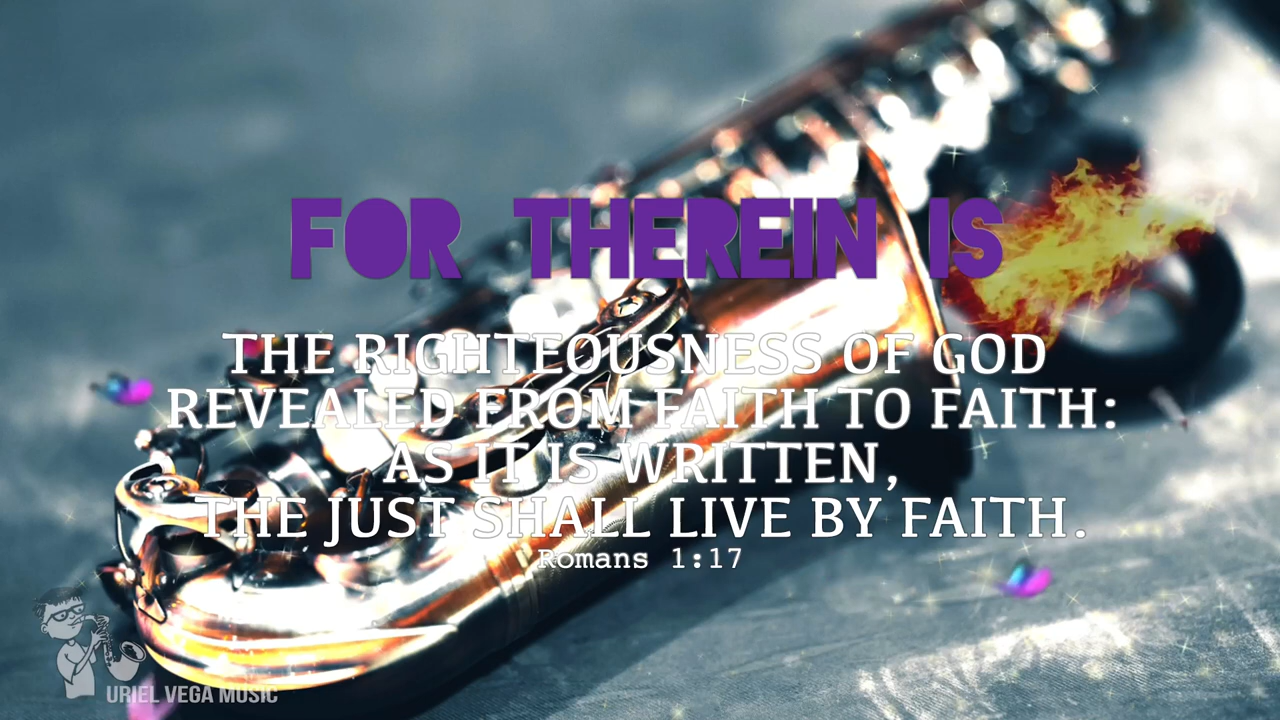 FOR THEREIN IS
THE RIGHTEOUSNESS OF GOD
REVEALED FROM FAITH TO FAITH:
AS IT IS WRITTEN,
THE JUST SHALL LIVE BY FAITH.
Romans 1:17
URIEL VEGA MUSIC